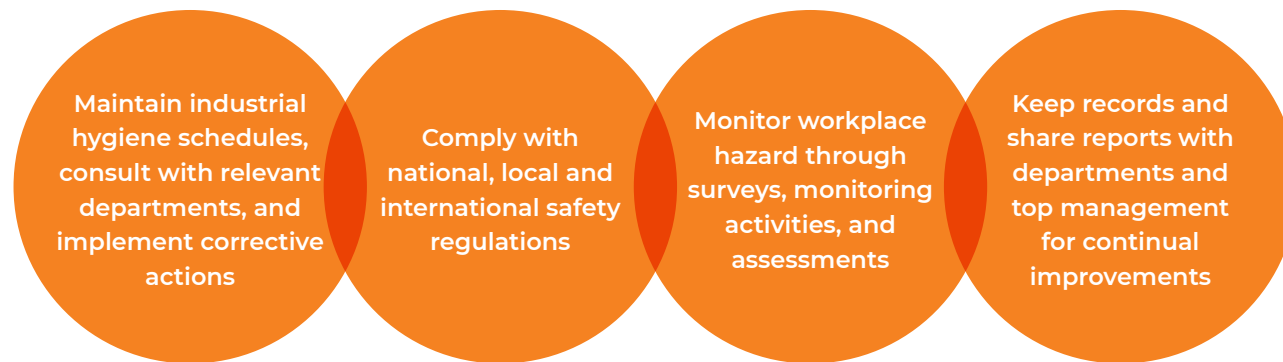 Maintain industrial
hygiene schedules,
consult with relevant
departments, and
implement corrective
actions
Comply with
national, local and
international safety
regulations
Monitor workplace
hazard through
surveys, monitoring
activities, and
assessments
Keep records and
share reports with
departments and
top management
for continual
improvements